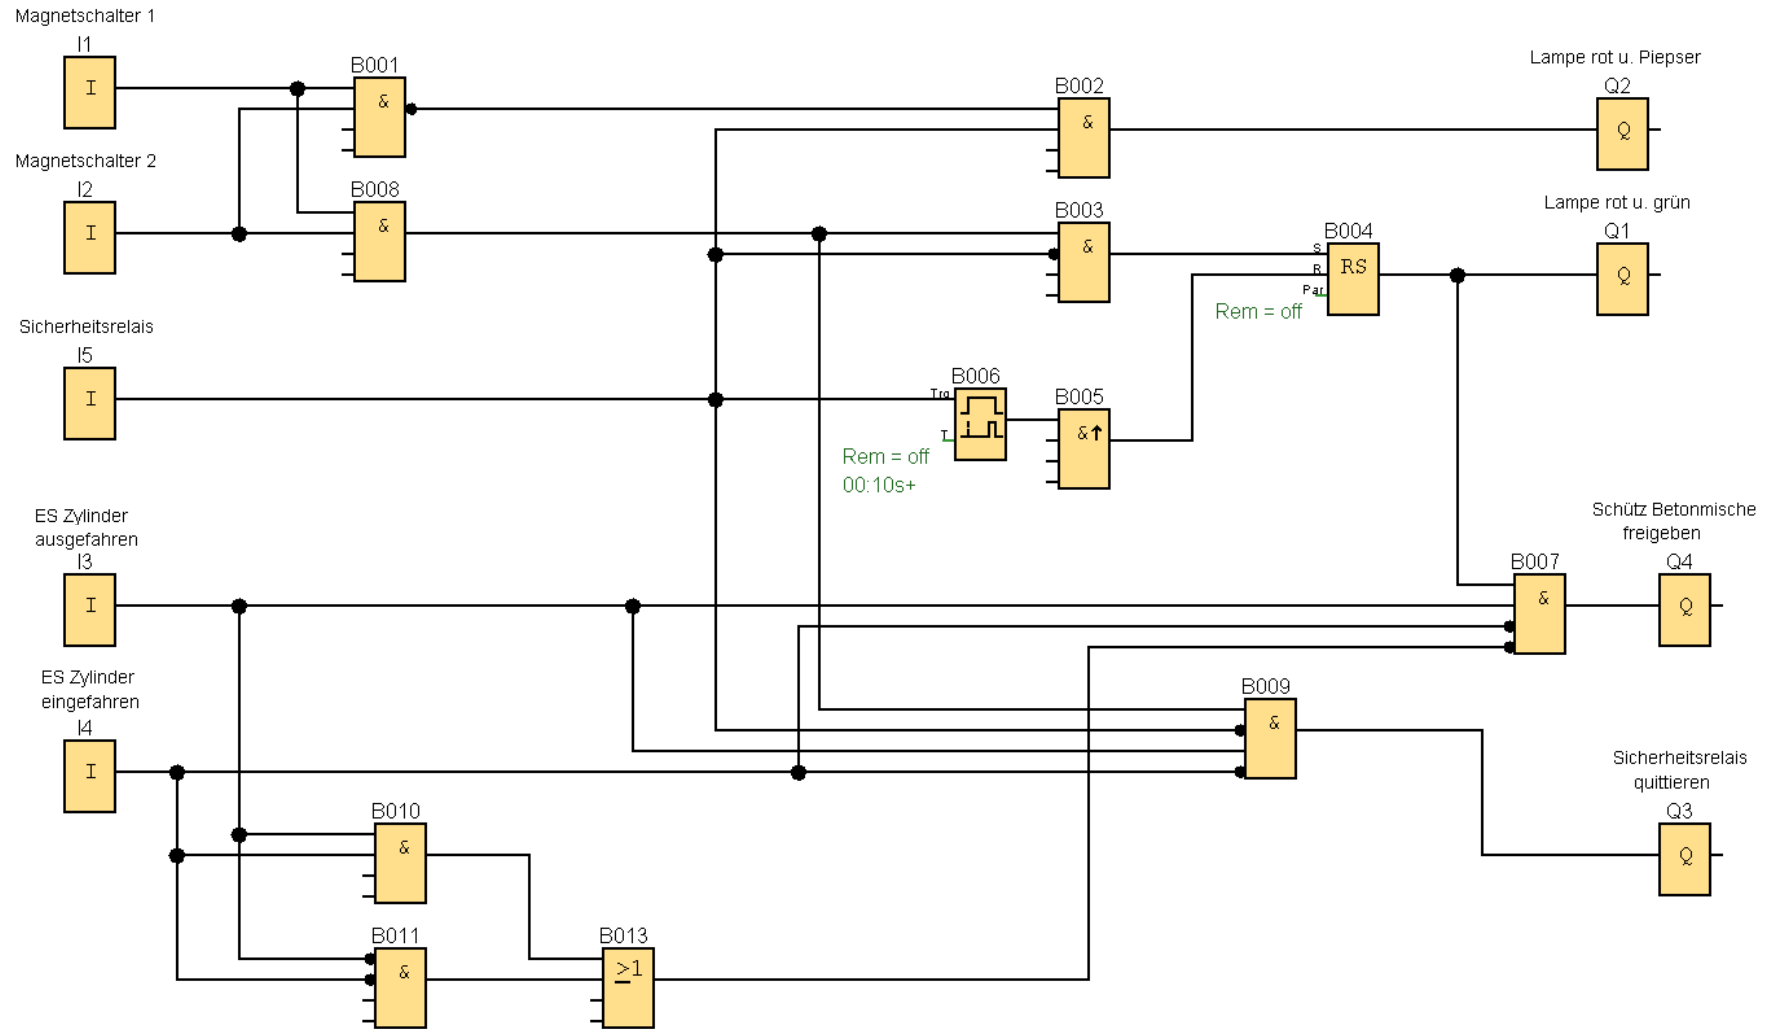 Magnetschalter 1
I1
I
B001
&
B002
&
Lampe rot u. Piepser
Q2
Q
Magnetschalter 2
I2
I
B008
&
B003
&
B004
S
R
Par
RS
Rem = off
Lampe rot u. grün
Q1
Q
Sicherheitsrelais
I5
I
B006
Trg
T
Rem = off
00:10s+
B005
&↑
ES Zylinder
ausgefahren
I3
I
Schütz Betonmische
freigeben
B007
&
Q4
Q
ES Zylinder
eingefahren
I4
I
B009
&
Sicherheitsrelais
quittieren
Q3
Q
B010
&
B011
&
B013
≥1